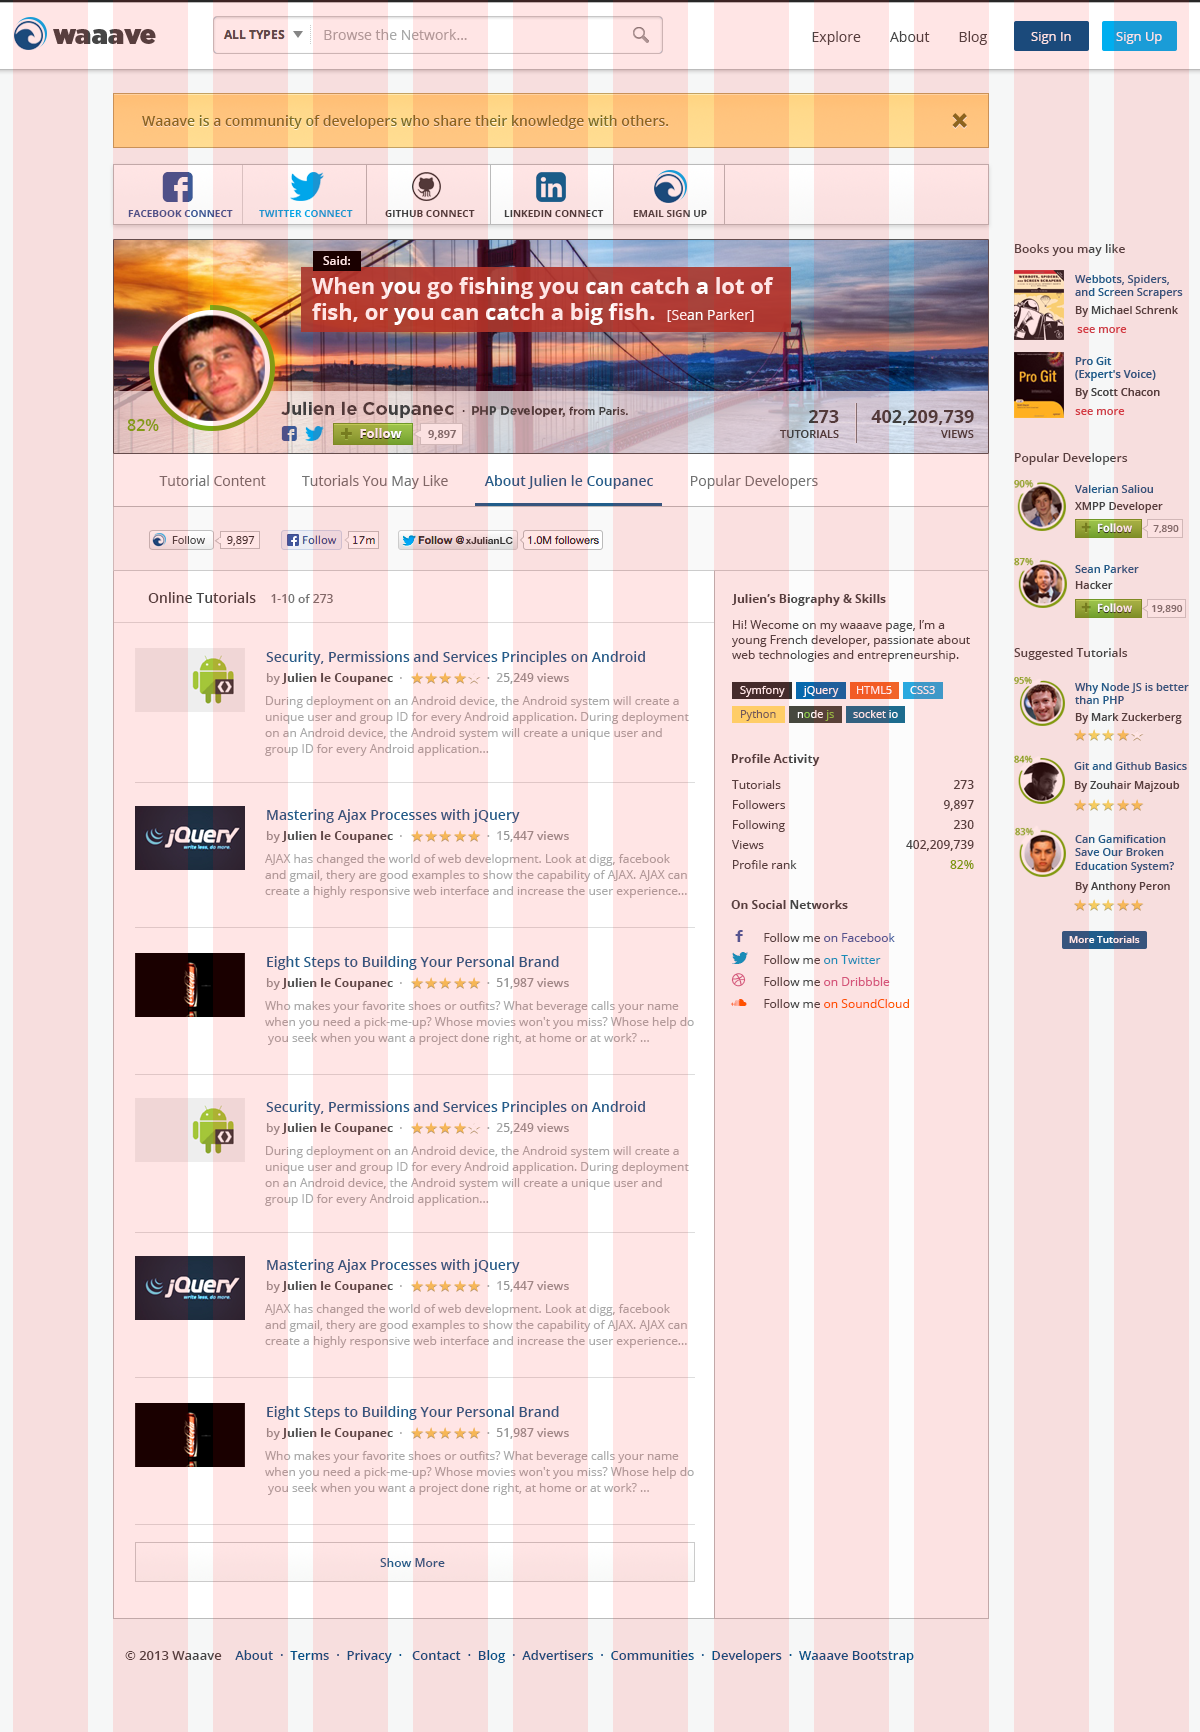 waaave
ALL TYPES Browse the Network...
Explore About Blog Sign In Sign Up
Waaave is a community of developers who share their knowledge with others.
FACEBOOK CONNECT TWITTER CONNECT GITHUB CONNECT LINKEDIN CONNECT EMAIL SIGN UP
Said:
When you go fishing you can catch a lot of
fish, or you can catch a big fish. [Sean Parker]
82%
Julien le Coupanec · PHP Developer, from Paris.
Follow 9,897
273 TUTORIALS
402,209,739 VIEWS
Tutorial Content Tutorials You May Like About Julien le Coupanec Popular Developers
Follow 9,897 Follow 17m Follow @xJulianLC 1.0M followers
Online Tutorials 1-10 of 273
Security, Permissions and Services Principles on Android
by Julien le Coupanec · · 25,249 views
During deployment on an Android device, the Android system will create a
unique user and group ID for every Android application. During deployment
on an Android device, the Android system will create a unique user and
group ID for every Android application...
jQuery
write less, do more.
Mastering Ajax Processes with jQuery
by Julien le Coupanec · · 15,447 views
AJAX has changed the world of web development. Look at digg, facebook
and gmail, thery are good examples to show the capability of AJAX. AJAX can
create a highly responsive web interface and increase the user experience...
Coca-Cola
Eight Steps to Building Your Personal Brand
by Julien le Coupanec · · 51,987 views
Who makes your favorite shoes or outfits? What beverage calls your name
when you need a pick-me-up? Whose movies won't you miss? Whose help do
you seek when you want a project done right, at home or at work? ...
Security, Permissions and Services Principles on Android
by Julien le Coupanec · · 25,249 views
During deployment on an Android device, the Android system will create a
unique user and group ID for every Android application. During deployment
on an Android device, the Android system will create a unique user and
group ID for every Android application...
jQuery
write less, do more.
Mastering Ajax Processes with jQuery
by Julien le Coupanec · · 15,447 views
AJAX has changed the world of web development. Look at digg, facebook
and gmail, thery are good examples to show the capability of AJAX. AJAX can
create a highly responsive web interface and increase the user experience...
Coca-Cola
Eight Steps to Building Your Personal Brand
by Julien le Coupanec · · 51,987 views
Who makes your favorite shoes or outfits? What beverage calls your name
when you need a pick-me-up? Whose movies won't you miss? Whose help do
you seek when you want a project done right, at home or at work? ...
Show More
Julien's Biography & Skills
Hi! Wecome on my waaave page, I'm a
young French developer, passionate about
web technologies and entrepreneurship.
Symfony jQuery HTML5 CSS3
Python node js socket io
Profile Activity
Tutorials 273
Followers 9,897
Following 230
Views 402,209,739
Profile rank 82%
On Social Networks
Follow me on Facebook
Follow me on Twitter
Follow me on Dribbble
Follow me on SoundCloud
Books you may like
WEBBOTS, SPIDERS,
AND SCREEN SCRAPERS
Webbots, Spiders,
and Screen Scrapers
By Michael Schrenk
see more
Pro Git
Pro Git
(Expert's Voice)
By Scott Chacon
see more
Popular Developers
90%
Valerian Saliou
XMPP Developer
Follow 7,890
87%
Sean Parker
Hacker
Follow 19,890
Suggested Tutorials
95%
Why Node JS is better
than PHP
By Mark Zuckerberg
84%
Git and Github Basics
By Zouhair Majzoub
83%
Can Gamification
Save Our Broken
Education System?
By Anthony Peron
More Tutorials
© 2013 Waaave About · Terms · Privacy · Contact · Blog · Advertisers · Communities · Developers · Waaave Bootstrap